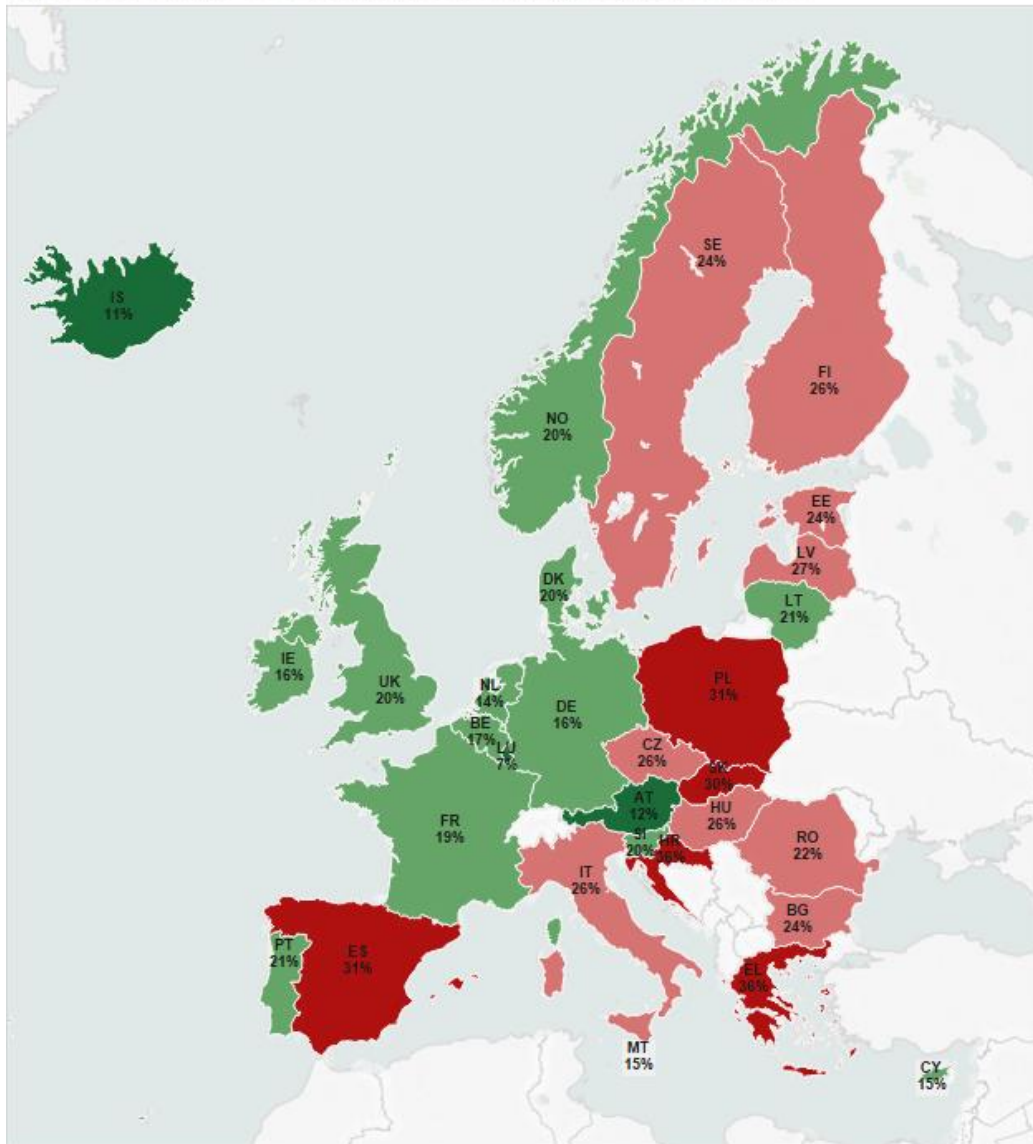 IS
11%
SE
24%
FI
26%
NO
20%
EE
24%
LV
27%
LT
21%
DK
20%
IE
16%
UK
20%
NL
14%
BE
17%
LU
7%
DE
16%
PL
31%
CZ
26%
SK
30%
AT
12%
HU
26%
FR
19%
SI
20%
HR
36%
RO
22%
IT
26%
BG
24%
PT
21%
ES
31%
EL
36%
MT
15%
CY
15%